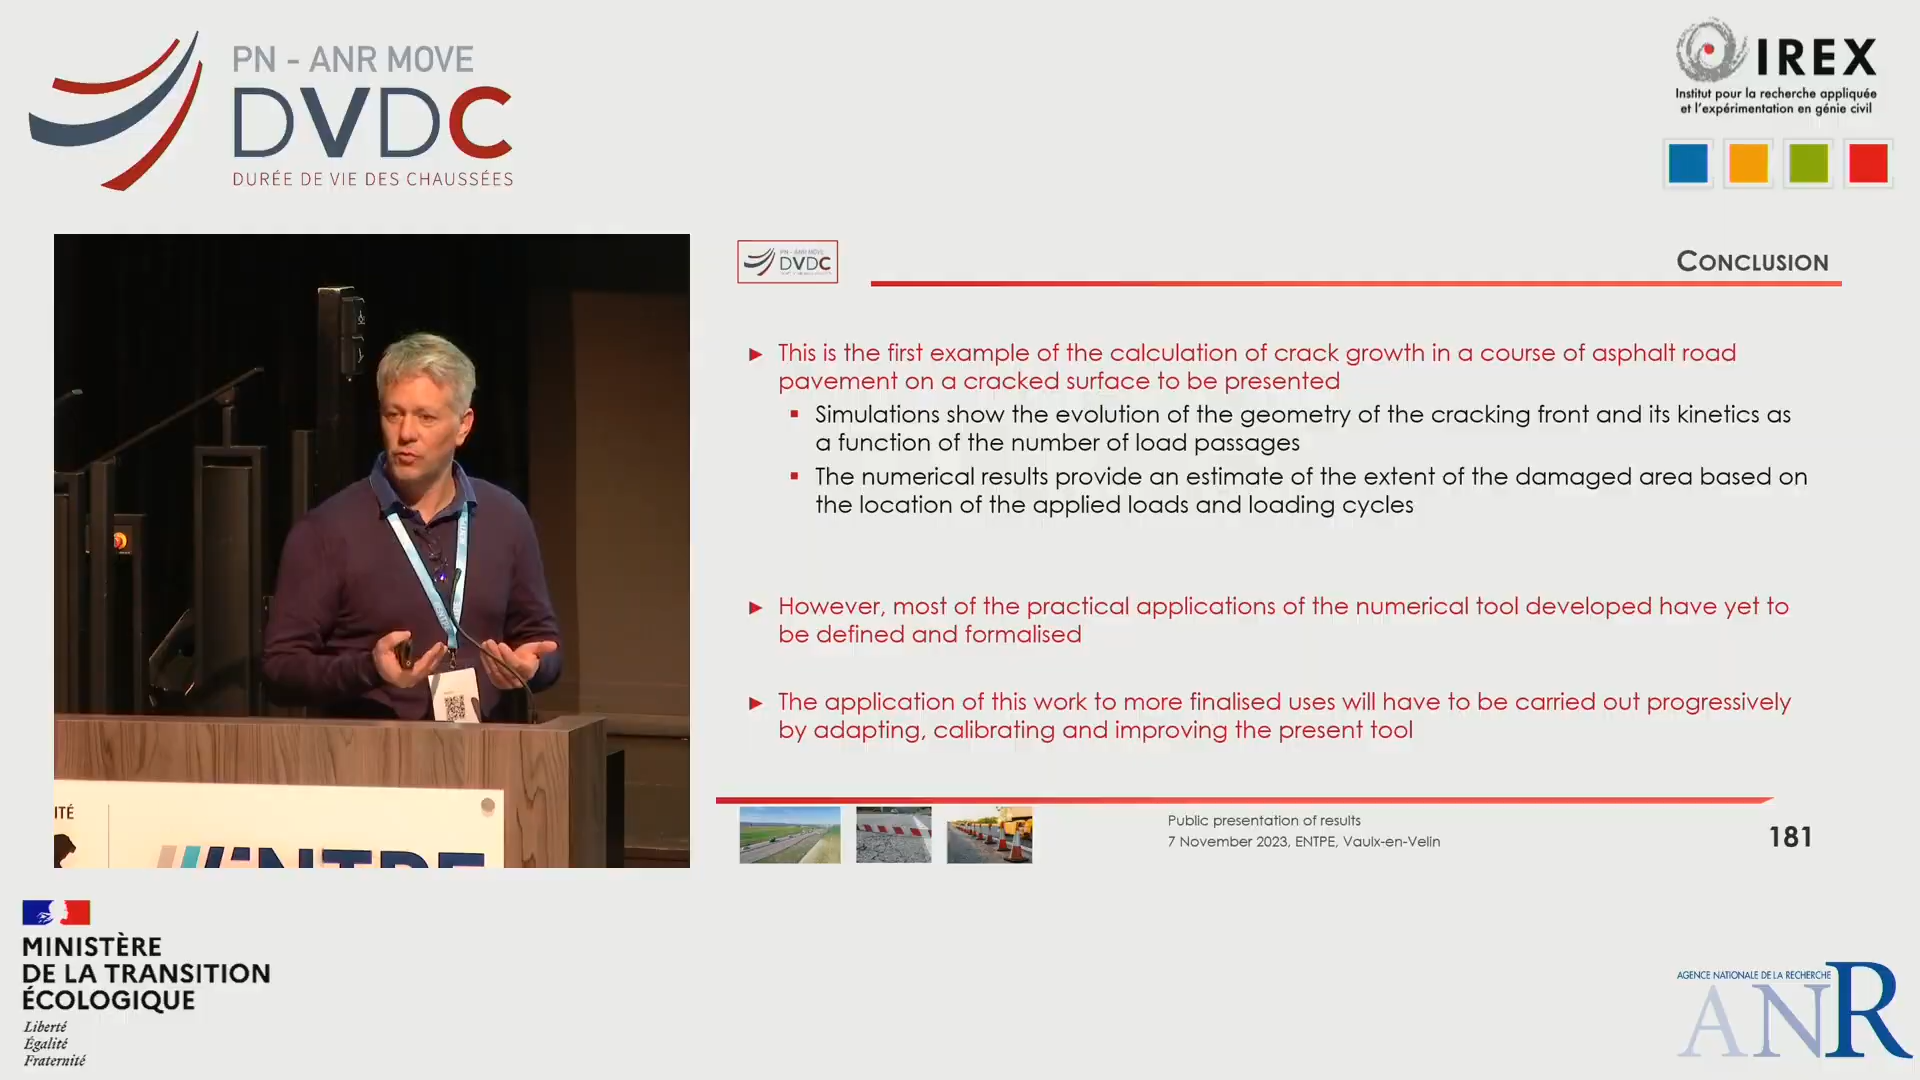 PN - ANR MOVE
DVDC
DURÉE DE VIE DES CHAUSSÉES
IREX
Institut pour la recherche appliquée
et l'expérimentation en génie civil
PN - ANR MOVE
DVDC
CONCLUSION
► This is the first example of the calculation of crack growth in a course of asphalt road
pavement on a cracked surface to be presented
▪ Simulations show the evolution of the geometry of the cracking front and its kinetics as
a function of the number of load passages
▪ The numerical results provide an estimate of the extent of the damaged area based on
the location of the applied loads and loading cycles
► However, most of the practical applications of the numerical tool developed have yet to
be defined and formalised
► The application of this work to more finalised uses will have to be carried out progressively
by adapting, calibrating and improving the present tool
Public presentation of results
7 November 2023, ENTPE, Vaulx-en-Velin
181
ITÉ
ENTPE
MINISTÈRE
DE LA TRANSITION
ÉCOLOGIQUE
Liberté
Égalité
Fraternité
AGENCE NATIONALE DE LA RECHERCHE
ANR